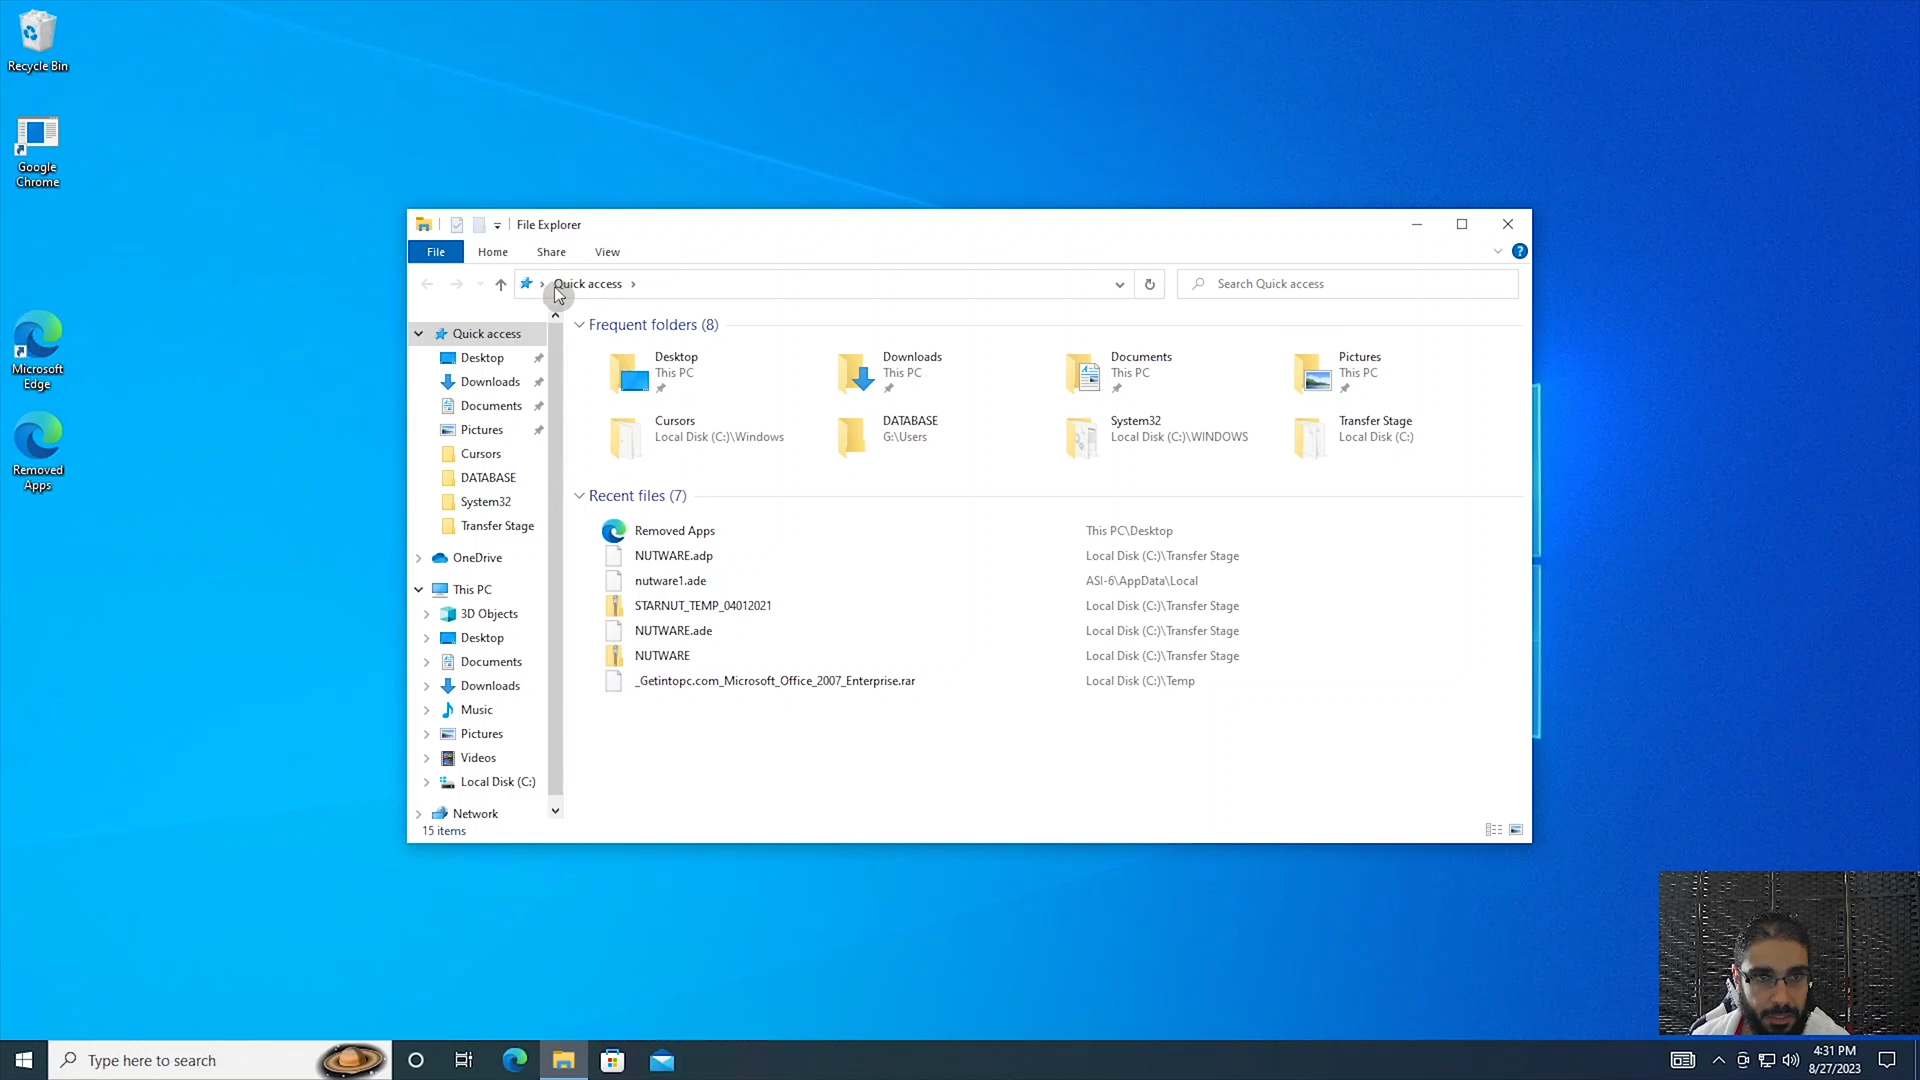 Recycle Bin
Google
Chrome
Microsoft
Edge
Removed
Apps
File Explorer
File
Home
Share
View
Quick access
Search Quick access
Quick access
Desktop
Downloads
Documents
Pictures
Cursors
DATABASE
System32
Transfer Stage
OneDrive
This PC
3D Objects
Desktop
Documents
Downloads
Music
Pictures
Videos
Local Disk (C:)
Network
15 items
Frequent folders (8)
Desktop
This PC
Downloads
This PC
Documents
This PC
Pictures
This PC
Cursors
Local Disk (C:)\Windows
DATABASE
G:\Users
System32
Local Disk (C:)\WINDOWS
Transfer Stage
Local Disk (C:)
Recent files (7)
Removed Apps This PC\Desktop
NUTWARE.adp Local Disk (C:)\Transfer Stage
nutware1.ade ASI-6\AppData\Local
STARNUT_TEMP_04012021 Local Disk (C:)\Transfer Stage
NUTWARE.ade Local Disk (C:)\Transfer Stage
NUTWARE Local Disk (C:)\Transfer Stage
_Getintopc.com_Microsoft_Office_2007_Enterprise.rar Local Disk (C:)\Temp
Type here to search
4:31 PM
8/27/2023